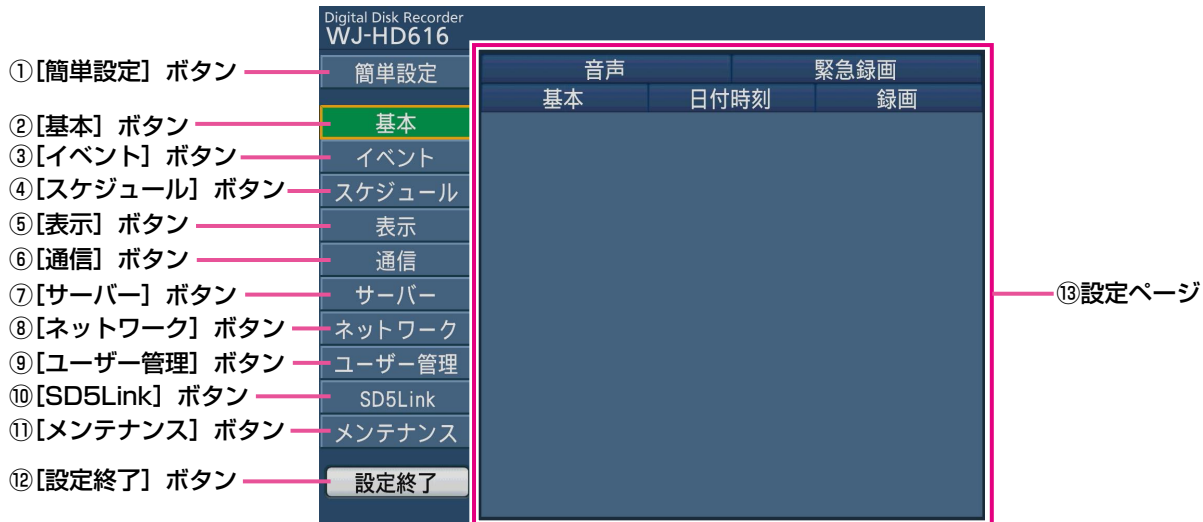 Digital Disk Recorder
WJ-HD616
①[簡単設定] ボタン
②[基本] ボタン
③[イベント] ボタン
④[スケジュール] ボタン
⑤[表示] ボタン
⑥[通信] ボタン
⑦[サーバー] ボタン
⑧[ネットワーク] ボタン
⑨[ユーザー管理] ボタン
⑩[SD5Link] ボタン
⑪[メンテナンス] ボタン
⑫[設定終了] ボタン
簡単設定
基本
イベント
スケジュール
表示
通信
サーバー
ネットワーク
ユーザー管理
SD5Link
メンテナンス
設定終了
音声 緊急録画
基本 日付時刻 録画
⑬設定ページ